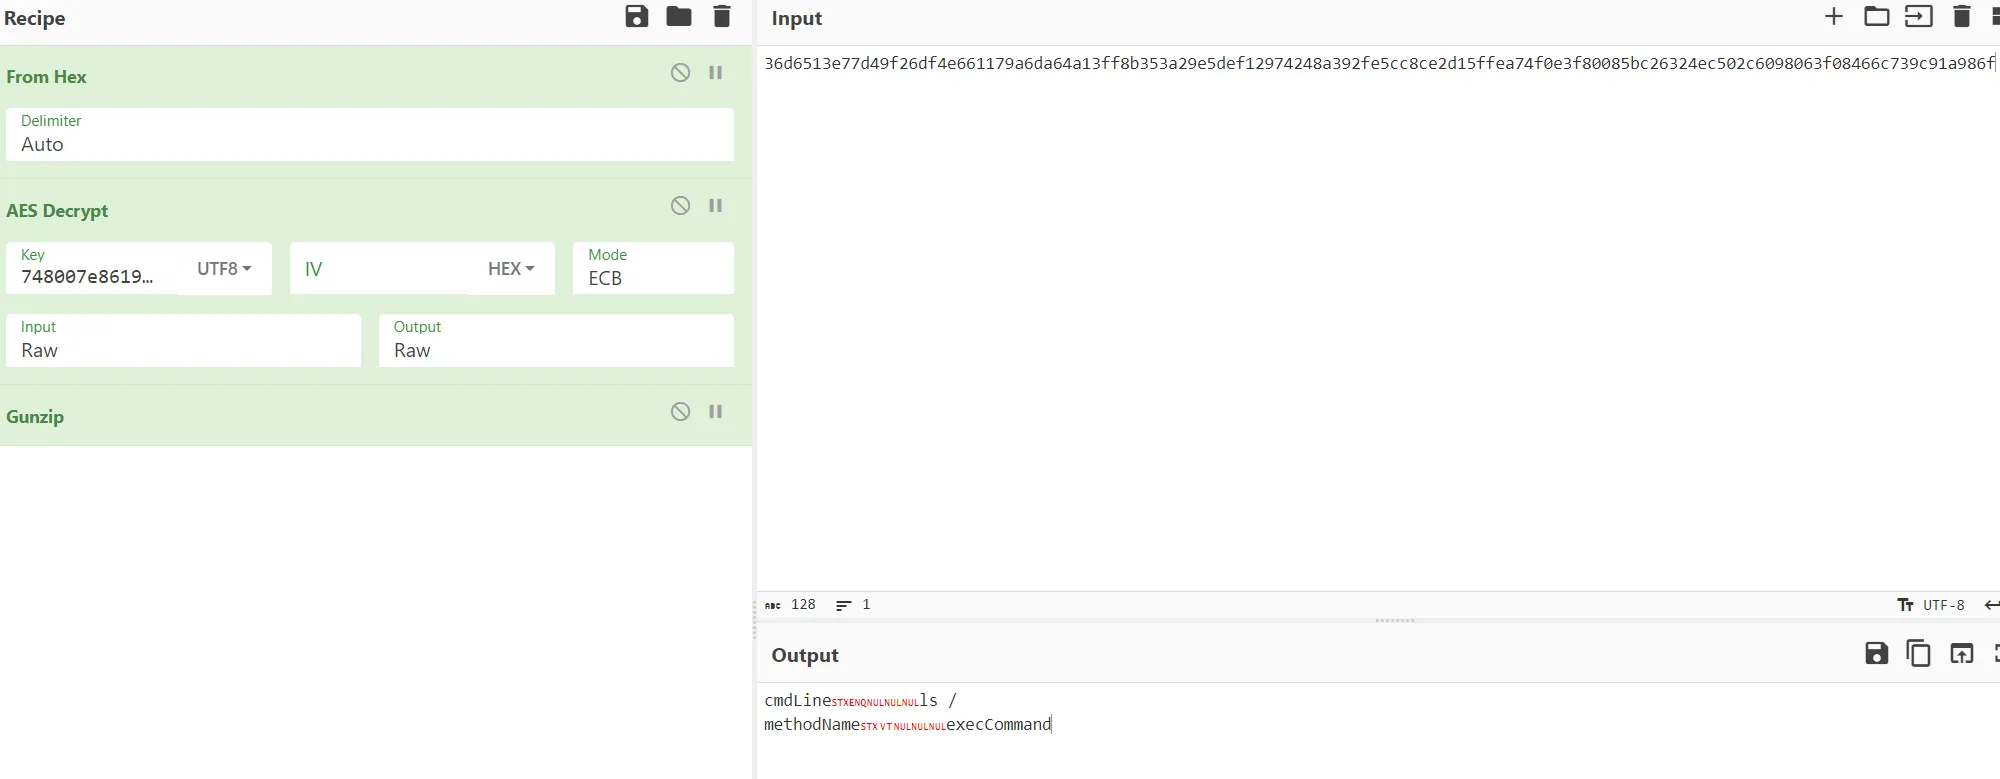 Recipe
From Hex
Delimiter
Auto
AES Decrypt
Key
748007e8619...
UTF8
IV
HEX
Mode
ECB
Input
Raw
Output
Raw
Gunzip
Input
36d6513e77d49f26df4e661179a6da64a13ff8b353a29e5def12974248a392fe5cc8ce2d15ffea74f0e3f80085bc26324ec502c6098063f08466c739c91a986f
ABC 128 1
UTF-8
Output
cmdLineSTXENQNULNULNULls /
methodNameSTXVTNULNULNULexecCommand